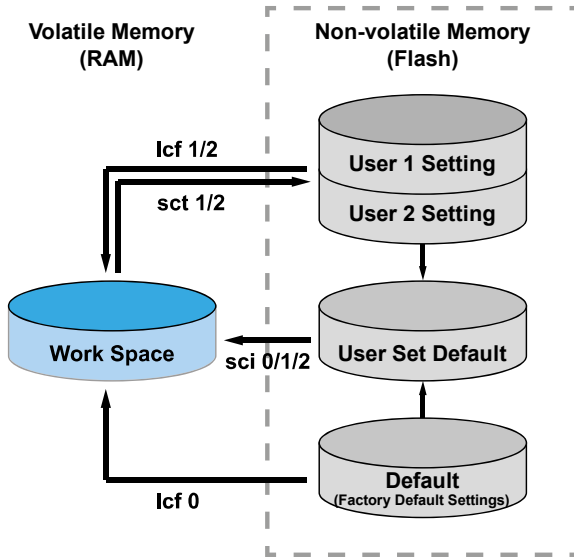 Volatile Memory
(RAM)
Non-volatile Memory
(Flash)
lcf 1/2
sct 1/2
User 1 Setting
User 2 Setting
Work Space
sci 0/1/2
User Set Default
lcf 0
Default
(Factory Default Settings)